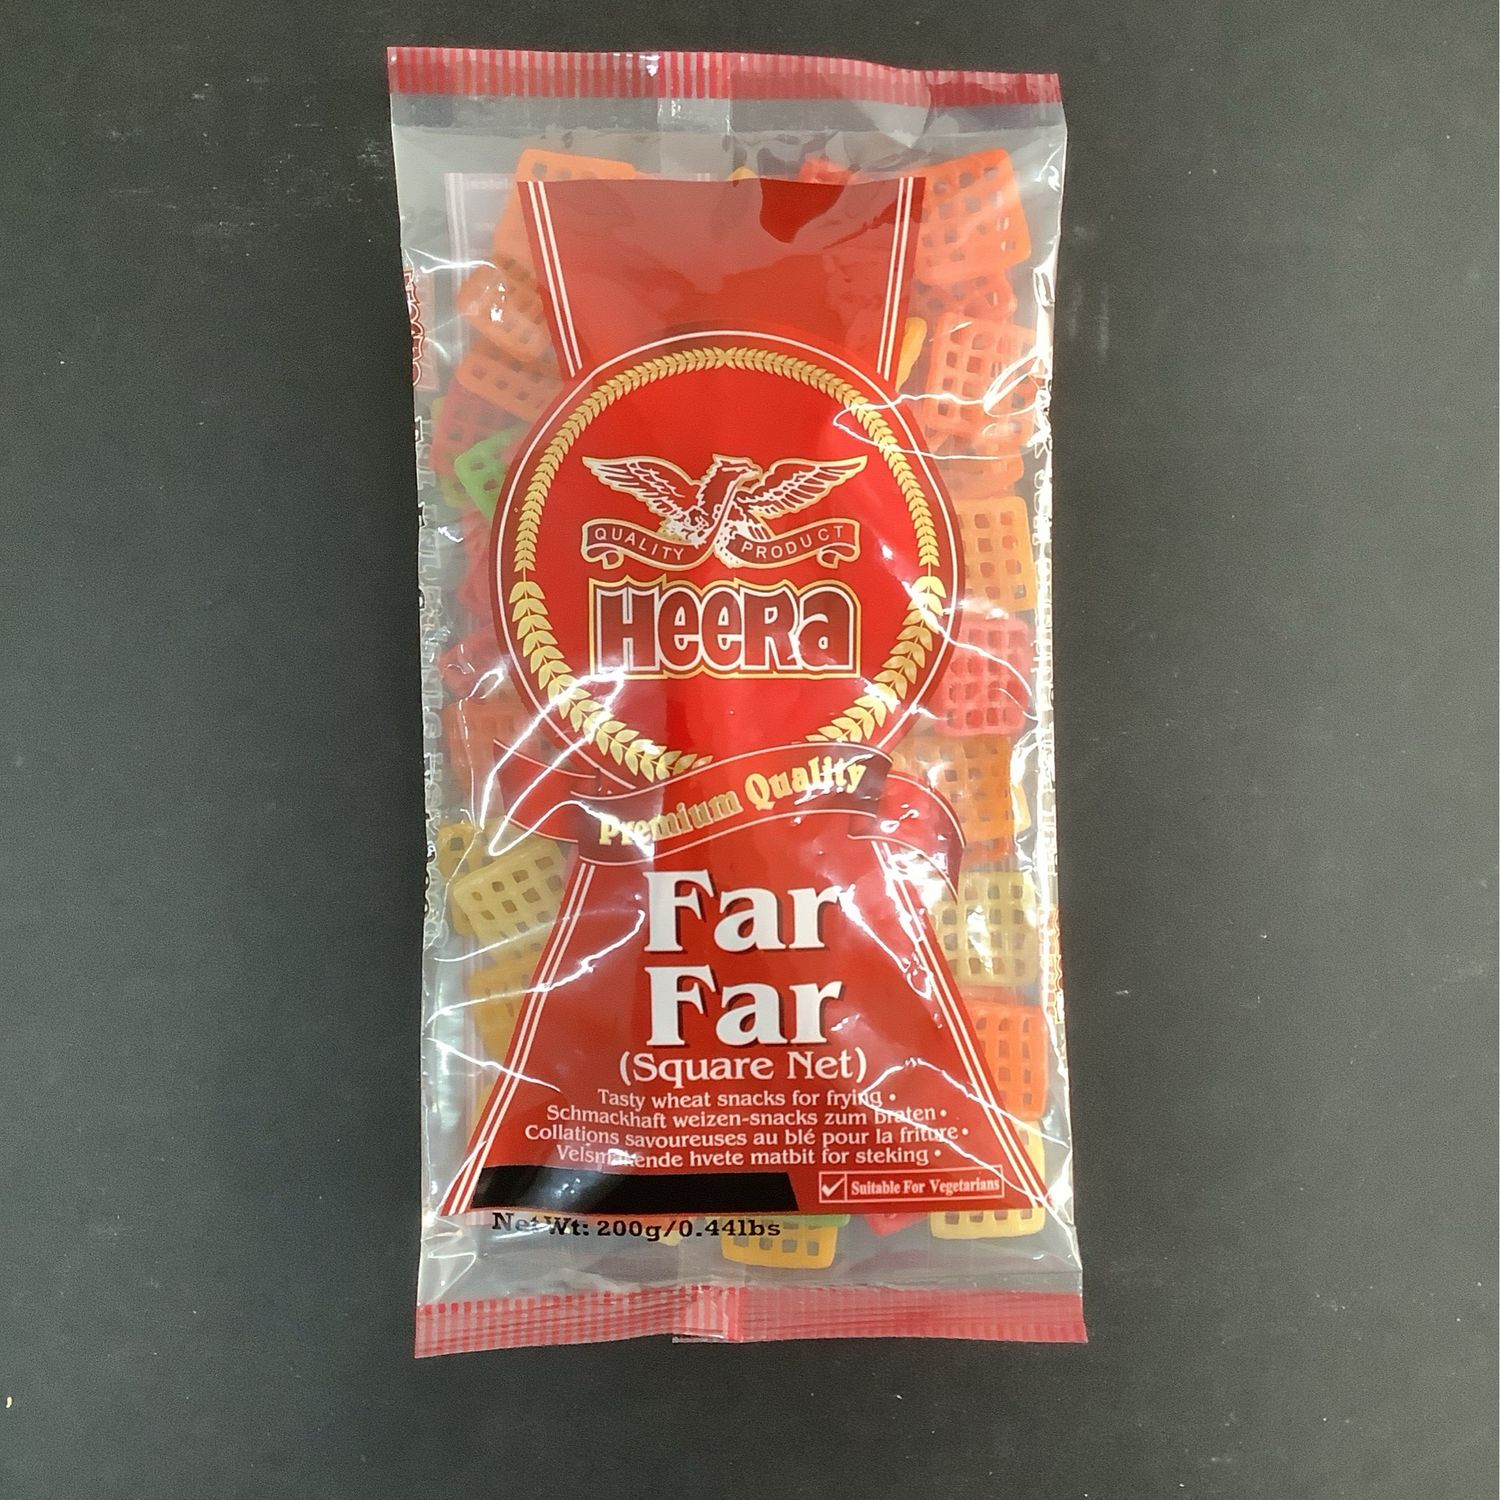 QUALITY PRODUCT
HEERA
Premium Quality
Far
Far
(Square Net)
Tasty wheat snacks for frying •
Schmackhaft weizen-snacks zum braten •
Collations savoureuses au blé pour la friture •
Velsmakende hvete matbit for steking •
Suitable For Vegetarians
Net Wt: 200g/0.44lbs